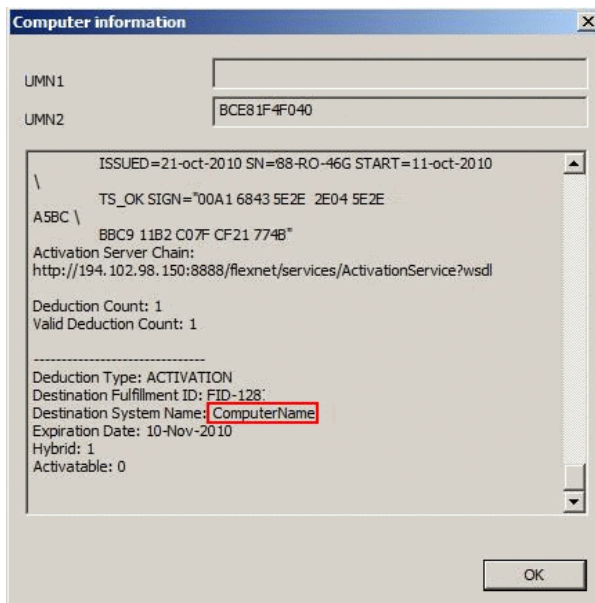 Computer information
UMN1
UMN2
BCE81F4F040
ISSUED=21-oct-2010 SN=88-RO-46G START=11-oct-2010
\
TS_OK SIGN="00A1 6843 5E2E 2E04 5E2E
A5BC \
BBC9 11B2 C07F CF21 774B"
Activation Server Chain:
http://194.102.98.150:8888/flexnet/services/ActivationService?wsdl
Deduction Count: 1
Valid Deduction Count: 1
-------------------------------
Deduction Type: ACTIVATION
Destination Fulfillment ID: FID-128
Destination System Name: ComputerName
Expiration Date: 10-Nov-2010
Hybrid: 1
Activatable: 0
OK